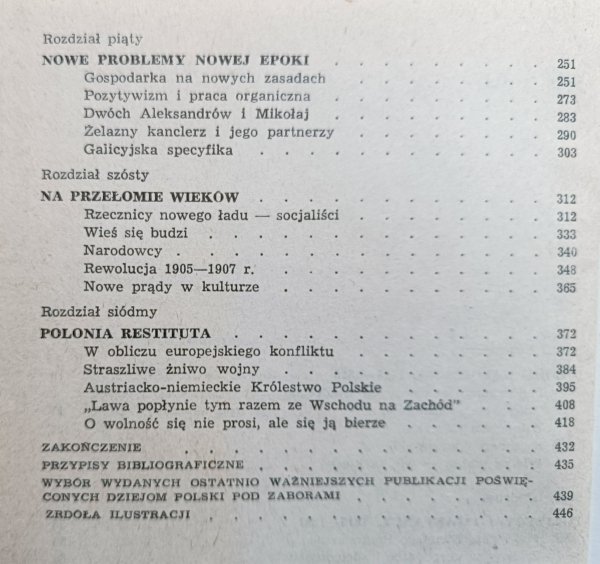 Rozdział piąty
NOWE PROBLEMY NOWEJ EPOKI . . . . . . . . . . 251
Gospodarka na nowych zasadach . . . . . . . . . 251
Pozytywizm i praca organiczna . . . . . . . . . 273
Dwóch Aleksandrów i Mikołaj . . . . . . . . . 283
Żelazny kanclerz i jego partnerzy . . . . . . . . . 290
Galicyjska specyfika . . . . . . . . . . . . 303
Rozdział szósty
NA PRZEŁOMIE WIEKÓW . . . . . . . . . . . . 312
Rzecznicy nowego ładu — socjaliści . . . . . . . . 312
Wieś się budzi . . . . . . . . . . . . . . 333
Narodowcy . . . . . . . . . . . . . . . 340
Rewolucja 1905—1907 r. . . . . . . . . . . . . 348
Nowe prądy w kulturze . . . . . . . . . . . . 365
Rozdział siódmy
POLONIA RESTITUTA . . . . . . . . . . . . . 372
W obliczu europejskiego konfliktu . . . . . . . . 372
Straszliwe żniwo wojny . . . . . . . . . . . . 384
Austriacko-niemieckie Królestwo Polskie . . . . . . . 395
„Lawa popłynie tym razem ze Wschodu na Zachód” . . . 408
O wolność się nie prosi, ale się ją bierze . . . . . . . 418
ZAKOŃCZENIE . . . . . . . . . . . . . . . 432
PRZYPISY BIBLIOGRAFICZNE . . . . . . . . . . . 435
WYBÓR WYDANYCH OSTATNIO WAŻNIEJSZYCH PUBLIKACJI POŚWIĘ-
CONYCH DZIEJOM POLSKI POD ZABORAMI . . . . . . . . 439
ZRDÓŁA ILUSTRACJI . . . . . . . . . . . . . 446